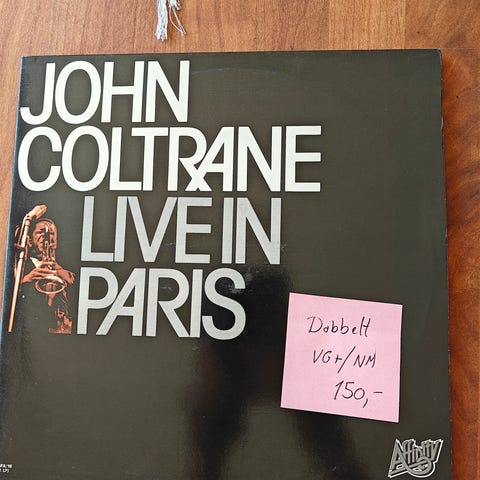 JOHN
COLTRANE
LIVE IN
PARIS
Dobbelt
VG+/NM
150,-
Affinity